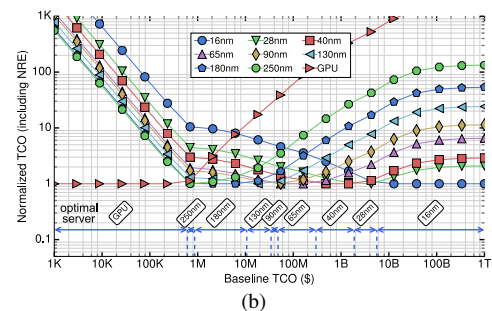 1K
100
10
1
0.1
Normalized TCO (including NRE)
16nm
28nm
40nm
65nm
90nm
130nm
180nm
250nm
GPU
optimal
server
GPU
250nm
180nm
130nm
90nm
65nm
40nm
28nm
16nm
1K
10K
100K
1M
10M
100M
1B
10B
100B
1T
Baseline TCO ($)
(b)